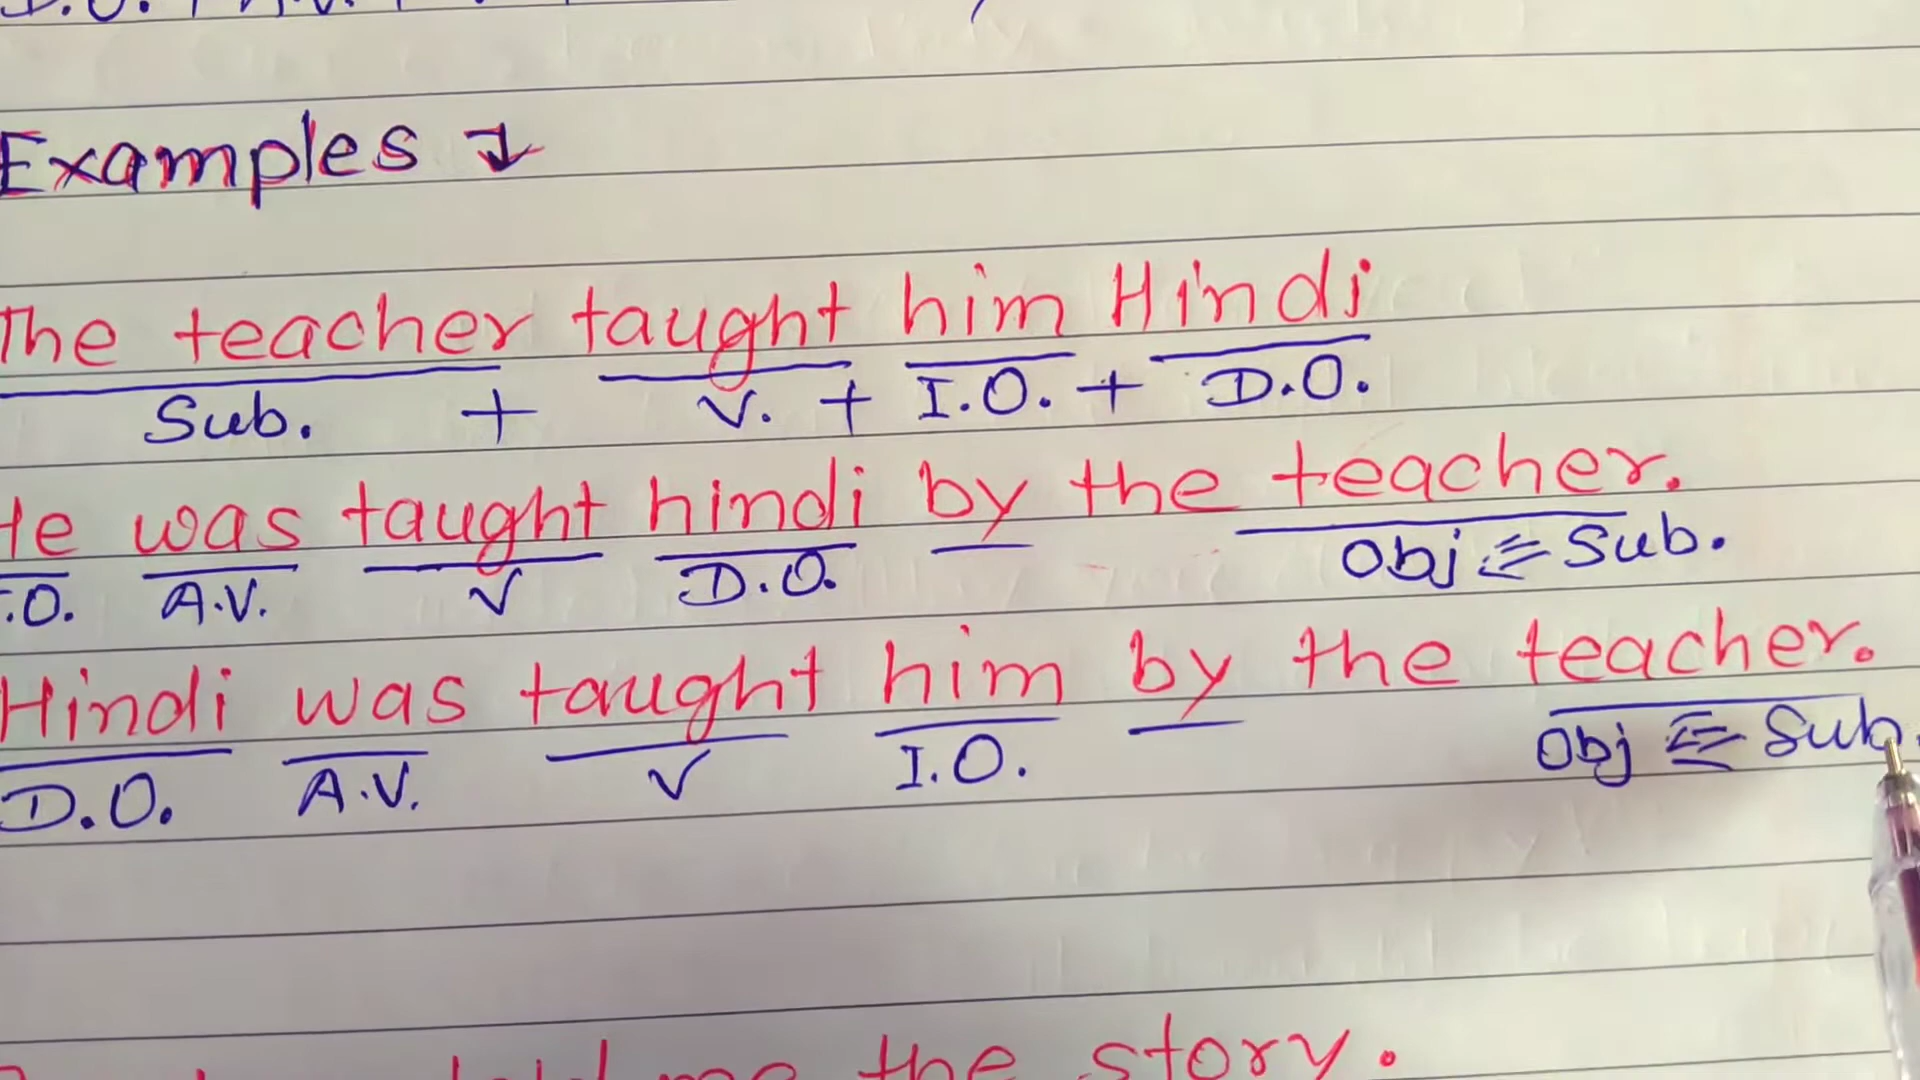 Examples
The teacher taught him Hindi
Sub. + V. + I.O. + D.O.
He was taught hindi by the teacher.
I.O. A.V. V D.O. Obj ⇐ Sub.
Hindi was taught him by the teacher.
D.O. A.V. V I.O. Obj ⇐ Sub.
the story.